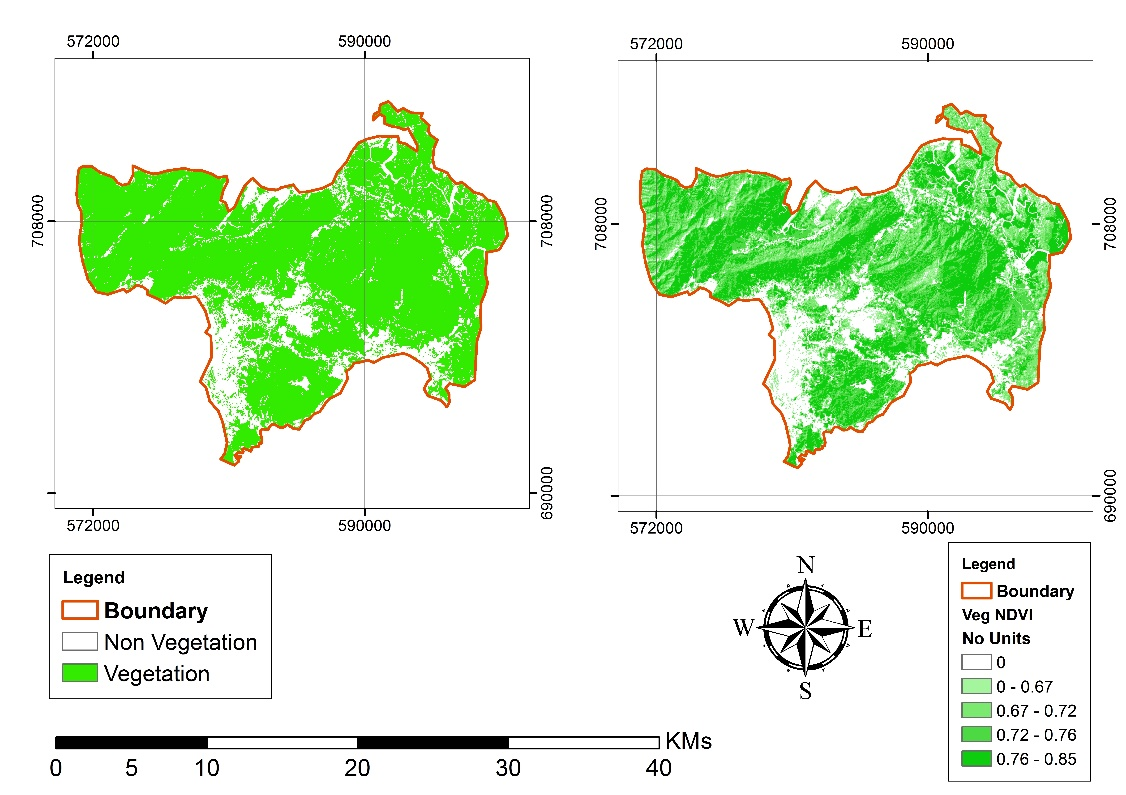 572000
590000
572000
590000
708000
708000
708000
708000
690000
690000
572000
590000
572000
590000
Legend
Boundary
Non Vegetation
Vegetation
N
W
E
S
Legend
Boundary
Veg NDVI
No Units
0
0 - 0.67
0.67 - 0.72
0.72 - 0.76
0.76 - 0.85
KMs
0 5 10 20 30 40